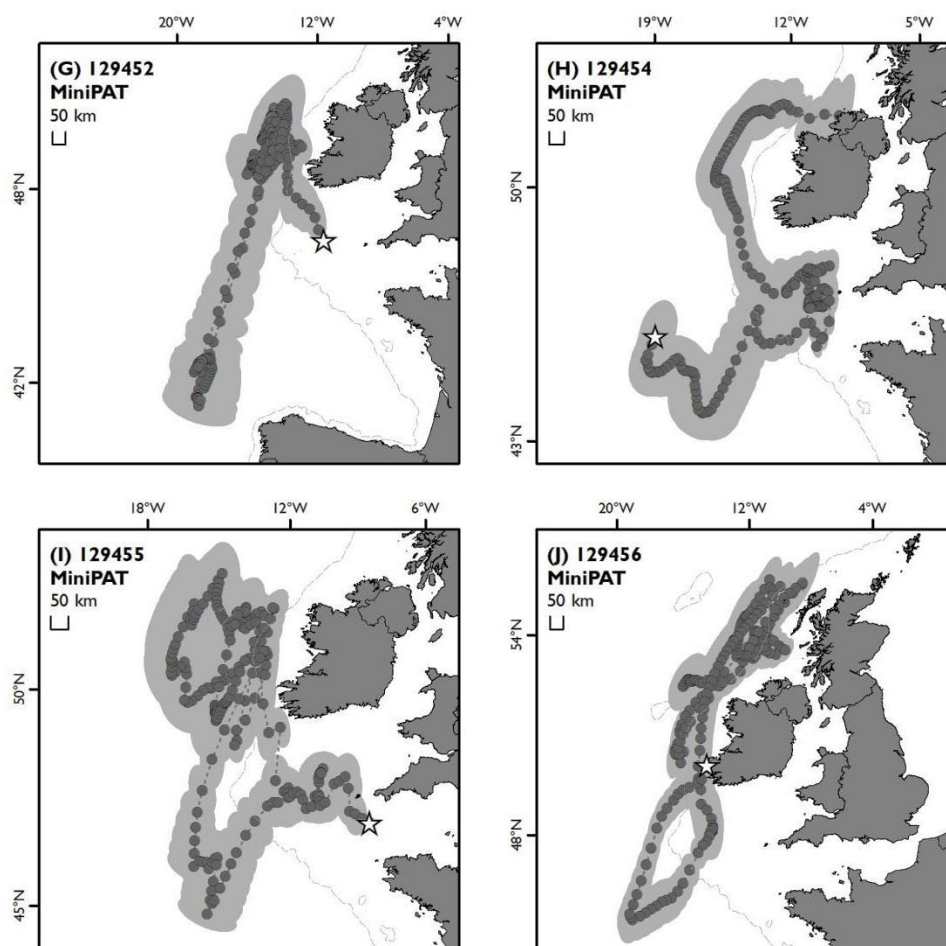 20°W 12°W 4°W
19°W 12°W 5°W
(G) 129452
MiniPAT
50 km
48°N
42°N
(H) 129454
MiniPAT
50 km
50°N
43°N
18°W 12°W 6°W
20°W 12°W 4°W
(I) 129455
MiniPAT
50 km
50°N
45°N
(J) 129456
MiniPAT
50 km
54°N
48°N